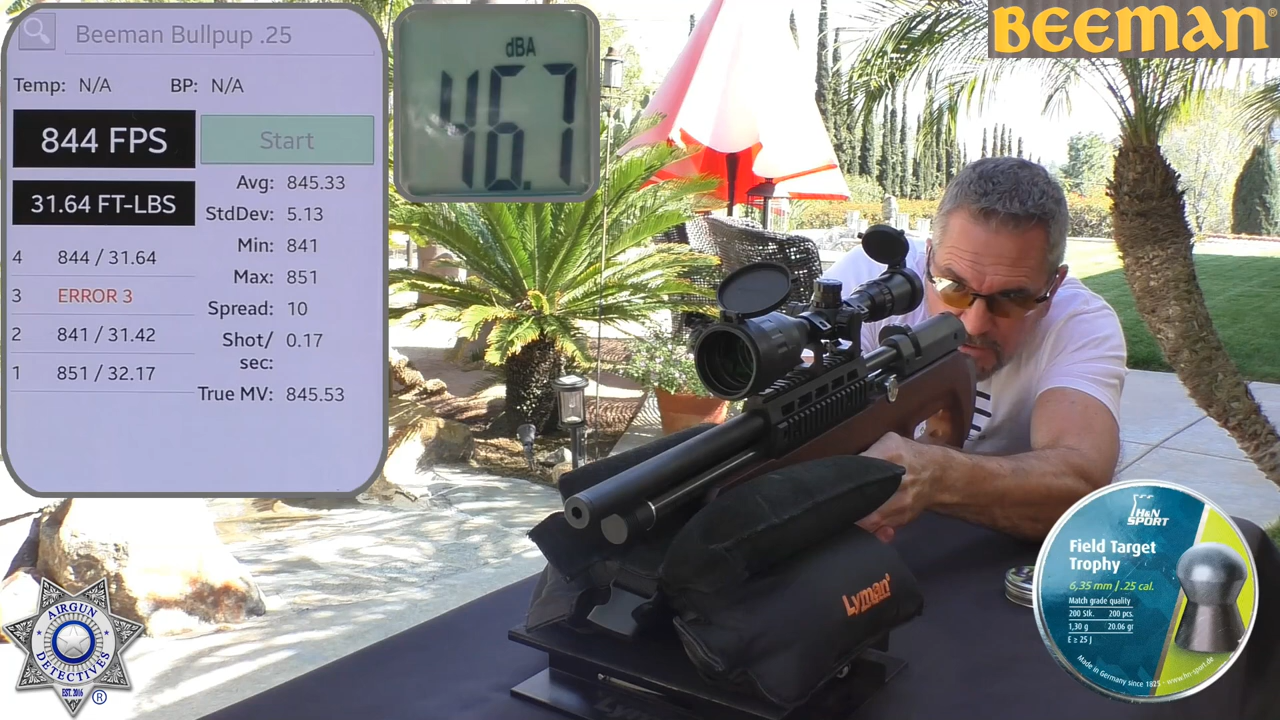 Beeman Bullpup .25
Temp: N/A BP: N/A
844 FPS
Start
31.64 FT-LBS
4 844 / 31.64
3 ERROR 3
2 841 / 31.42
1 851 / 32.17
Avg: 845.33
StdDev: 5.13
Min: 841
Max: 851
Spread: 10
Shot/ 0.17
sec:
True MV: 845.53
dBA
46.7
BEEMAN®
Lyman®
H&N
SPORT
Field Target
Trophy
6,35 mm / .25 cal.
Match grade quality
200 Stk. 200 pcs.
1,30 g 20.06 gr
E ≥ 25 J
Made in Germany since 1825 - www.hn-sport.de
AIRGUN
DETECTIVES
EST. 2016
®